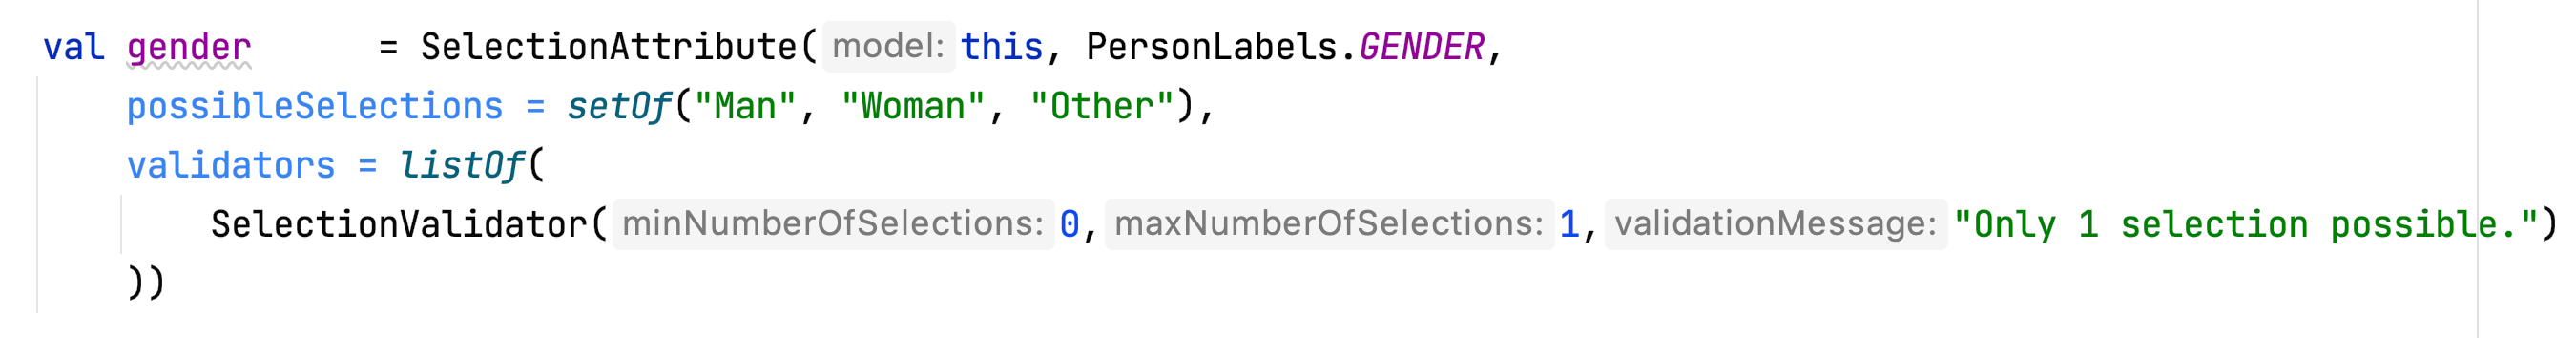 val gender      = SelectionAttribute( model: this, PersonLabels.GENDER,
    possibleSelections = setOf("Man", "Woman", "Other"),
    validators = listOf(
        SelectionValidator( minNumberOfSelections: 0, maxNumberOfSelections: 1, validationMessage: "Only 1 selection possible.")
    ))